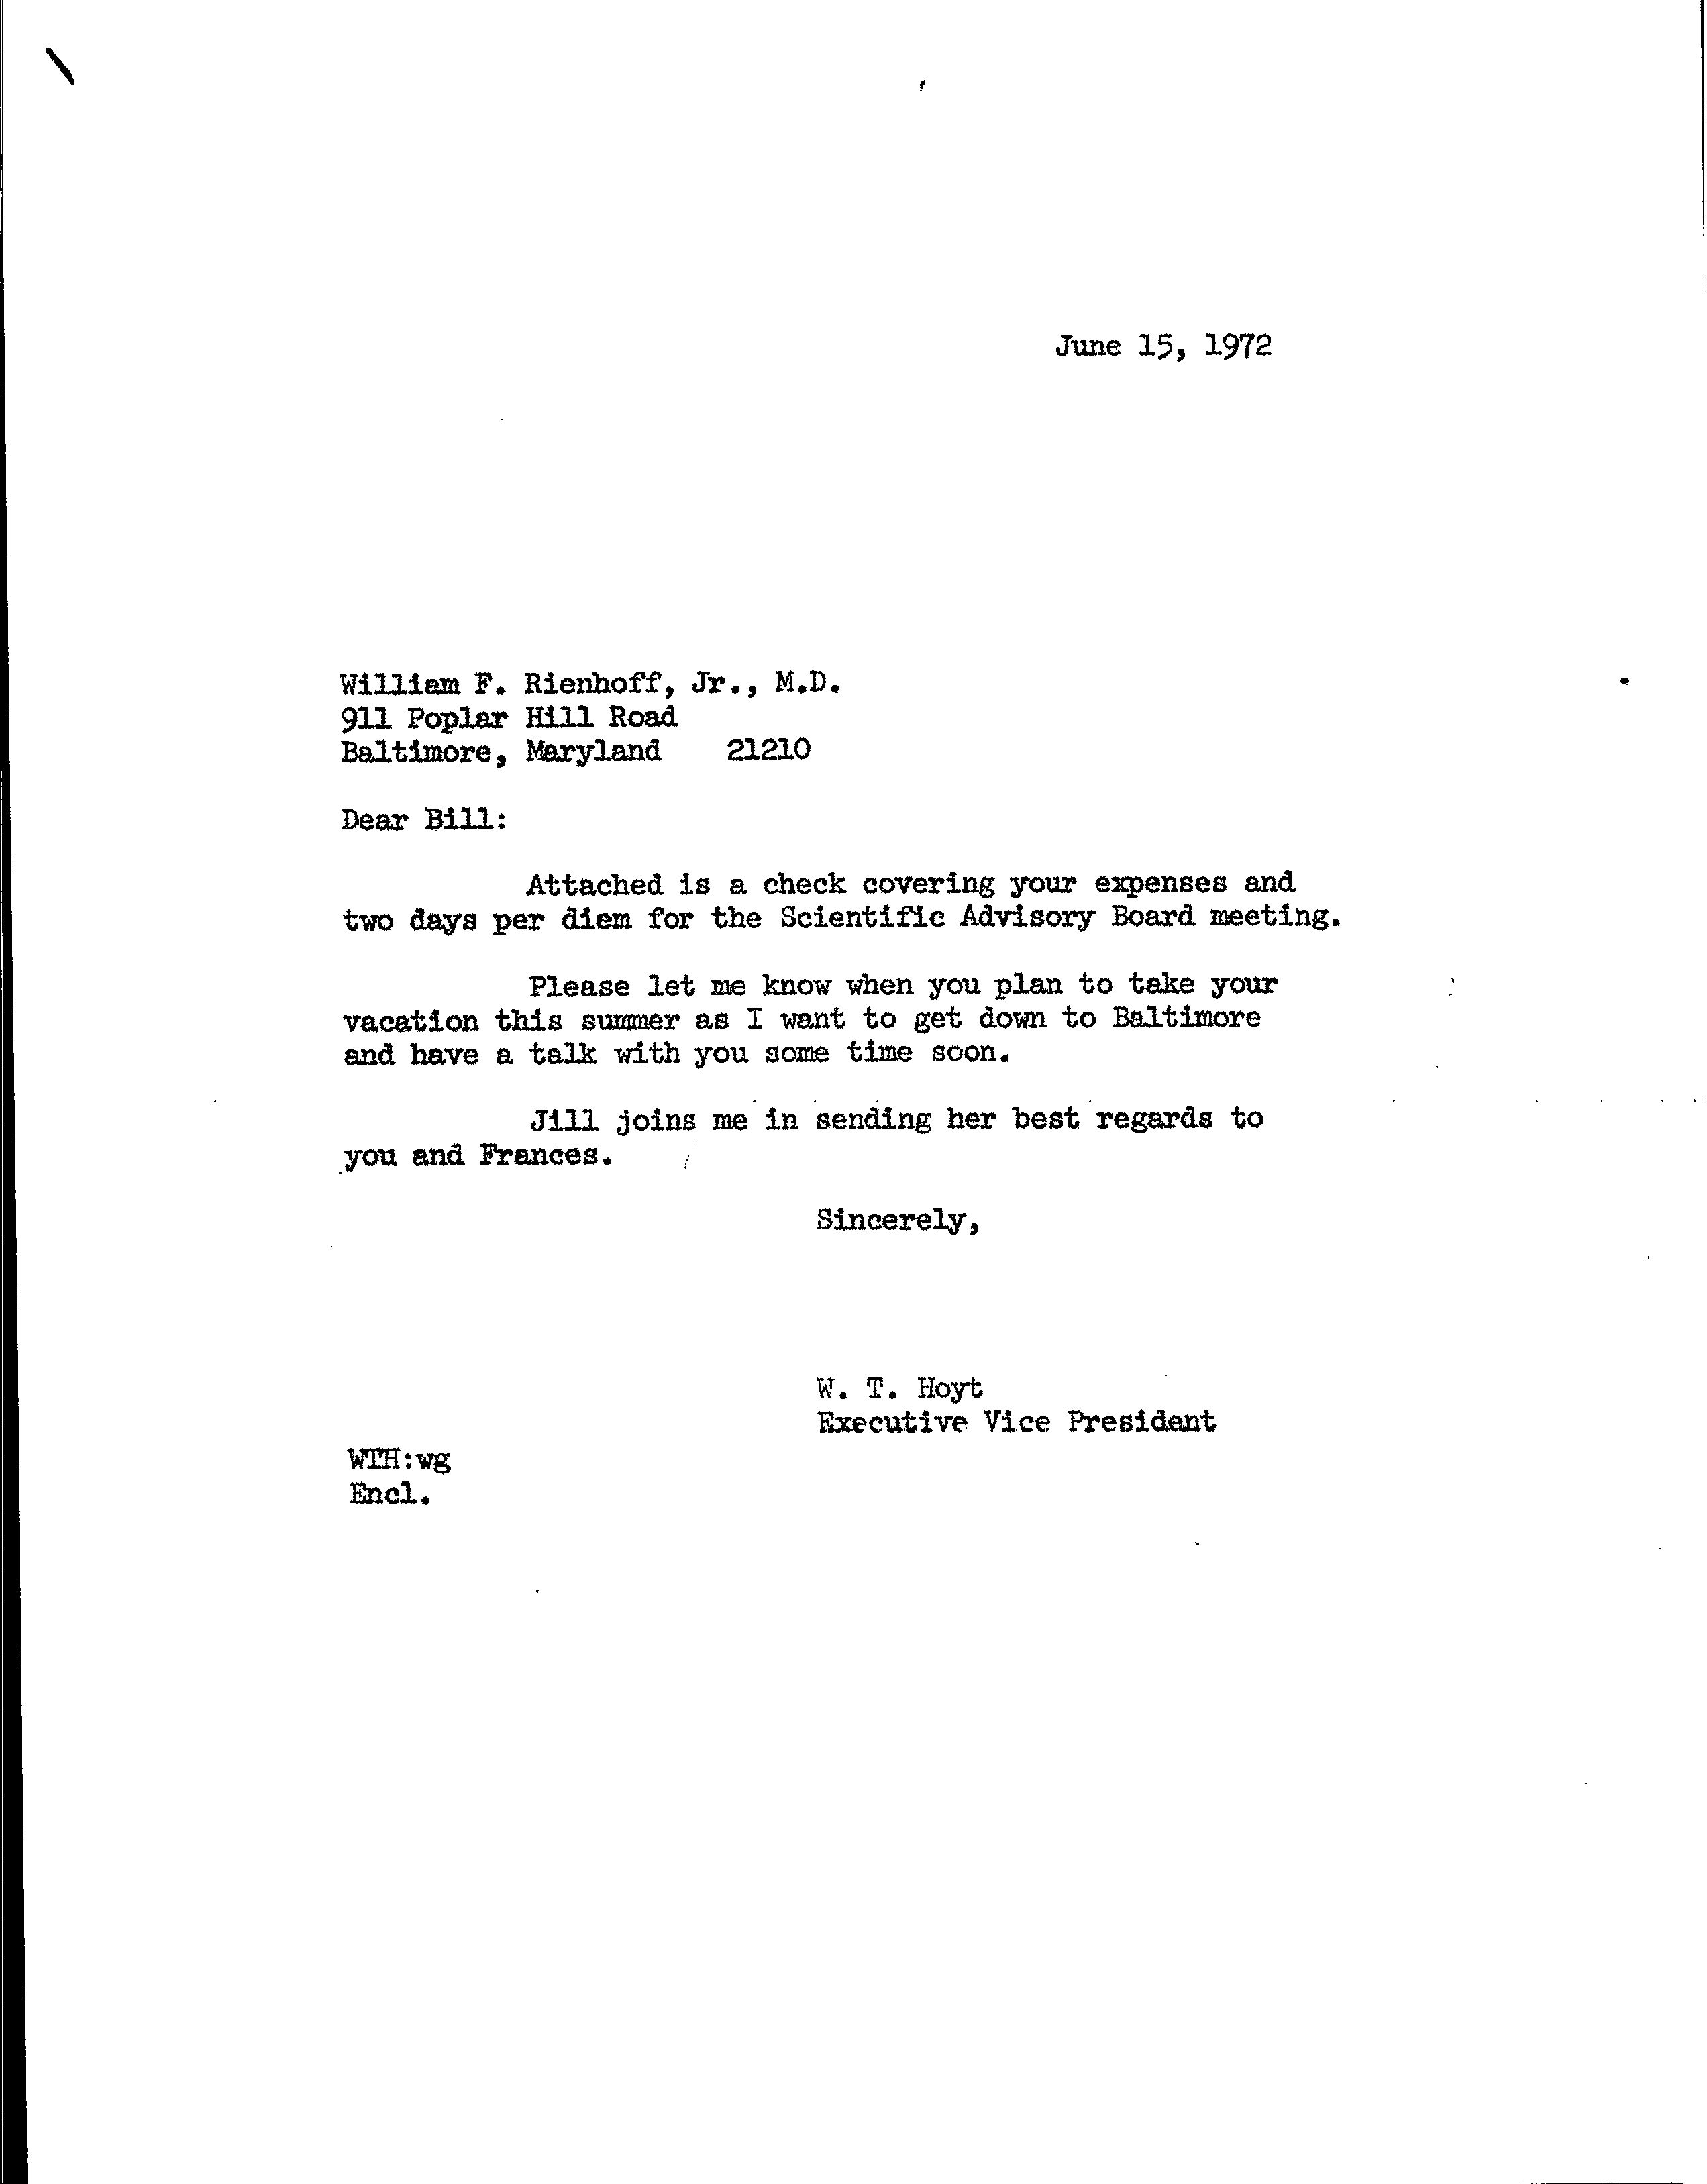 June 15, 1972
William F. Rienhoff, Jr., M.D.
911 Poplar Hill Road
Baltimore, Maryland 21210
Dear Bill:
Attached is a check covering your expenses and
two days per diem for the Scientific Advisory Board meeting.
Please let me know when you plan to take your
vacation this summer as I want to get down to Baltimore
and have a talk with you some time soon.
Jill joins me in sending her best regards to
you and Frances.
Sincerely,
W. T. Hoyt
Executive Vice President
WTH:wg
Encl.